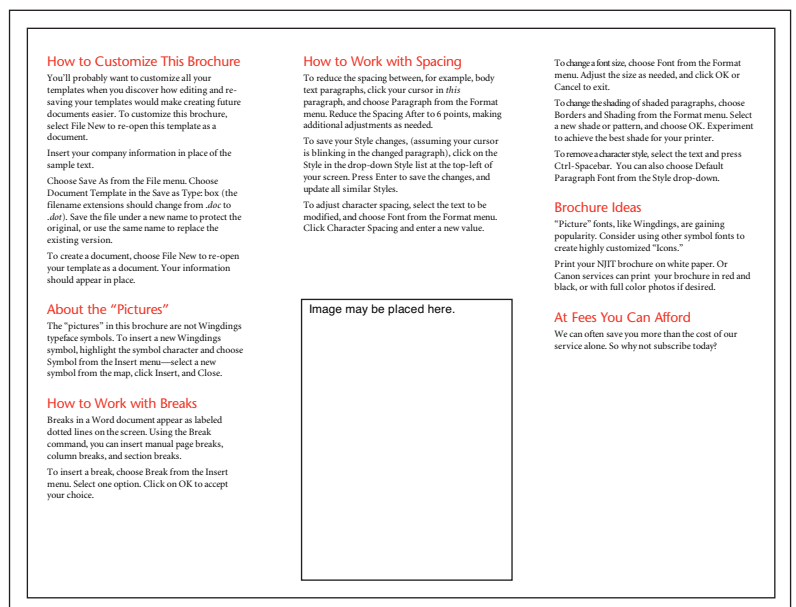 How to Customize This Brochure
You'll probably want to customize all your
templates when you discover how editing and re-
saving your templates would make creating future
documents easier. To customize this brochure,
select File New to re-open this template as a
document.
Insert your company information in place of the
sample text.
Choose Save As from the File menu. Choose
Document Template in the Save as Type: box (the
filename extensions should change from .doc to
.dot). Save the file under a new name to protect the
original, or use the same name to replace the
existing version.
To create a document, choose File New to re-open
your template as a document. Your information
should appear in place.
About the “Pictures”
The “pictures” in this brochure are not Wingdings
typeface symbols. To insert a new Wingdings
symbol, highlight the symbol character and choose
Symbol from the Insert menu—select a new
symbol from the map, click Insert, and Close.
How to Work with Breaks
Breaks in a Word document appear as labeled
dotted lines on the screen. Using the Break
command, you can insert manual page breaks,
column breaks, and section breaks.
To insert a break, choose Break from the Insert
menu. Select one option. Click on OK to accept
your choice.
How to Work with Spacing
To reduce the spacing between, for example, body
text paragraphs, click your cursor in this
paragraph, and choose Paragraph from the Format
menu. Reduce the Spacing After to 6 points, making
additional adjustments as needed.
To save your Style changes, (assuming your cursor
is blinking in the changed paragraph), click on the
Style in the drop-down Style list at the top-left of
your screen. Press Enter to save the changes, and
update all similar Styles.
To adjust character spacing, select the text to be
modified, and choose Font from the Format menu.
Click Character Spacing and enter a new value.
Image may be placed here.
To change a font size, choose Font from the Format
menu. Adjust the size as needed, and click OK or
Cancel to exit.
To change the shading of shaded paragraphs, choose
Borders and Shading from the Format menu. Select
a new shade or pattern, and choose OK. Experiment
to achieve the best shade for your printer.
To remove a character style, select the text and press
Ctrl-Spacebar. You can also choose Default
Paragraph Font from the Style drop-down.
Brochure Ideas
“Picture” fonts, like Wingdings, are gaining
popularity. Consider using other symbol fonts to
create highly customized “Icons.”
Print your NJIT brochure on white paper. Or
Canon services can print your brochure in red and
black, or with full color photos if desired.
At Fees You Can Afford
We can often save you more than the cost of our
service alone. So why not subscribe today?